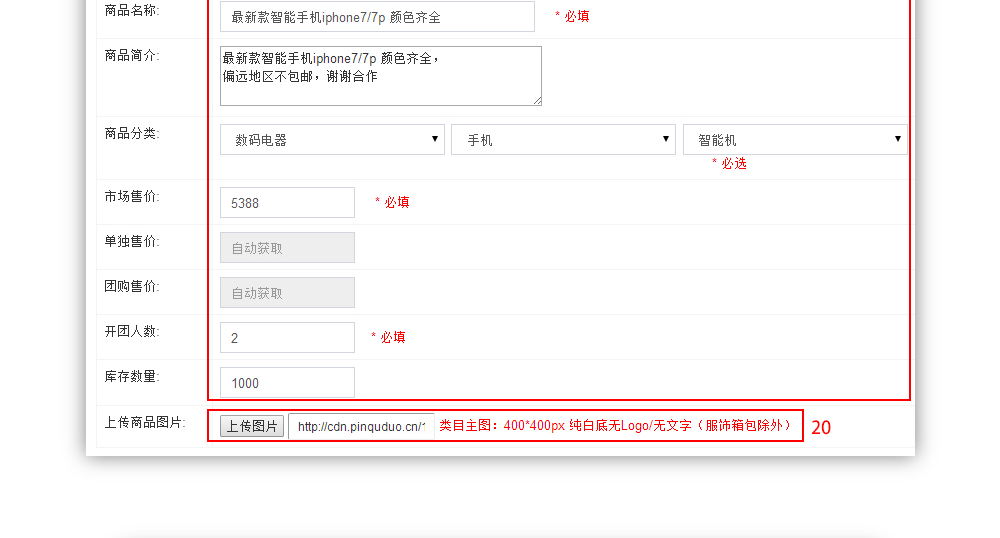 商品名称: 最新款智能手机iphone7/7p 颜色齐全 * 必填
商品简介: 最新款智能手机iphone7/7p 颜色齐全，
偏远地区不包邮，谢谢合作
商品分类: 数码电器 手机 智能机
* 必选
市场售价: 5388 * 必填
单独售价: 自动获取
团购售价: 自动获取
开团人数: 2 * 必填
库存数量: 1000
上传商品图片: 上传图片 http://cdn.pinquduo.cn/1 类目主图：400*400px 纯白底无Logo/无文字（服饰箱包除外） 20